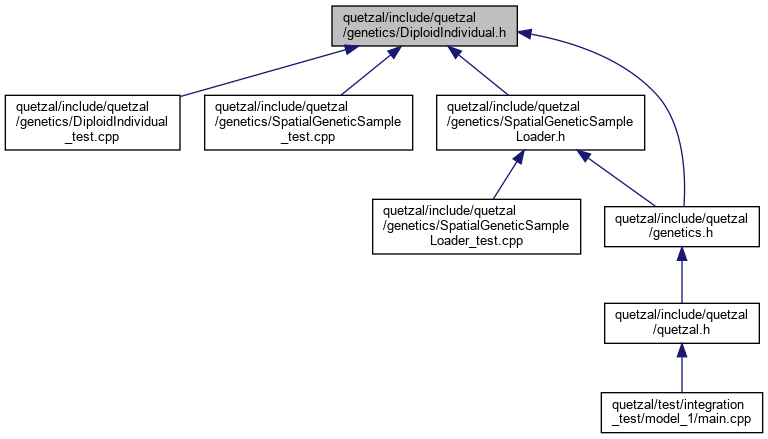 quetzal/include/quetzal
/genetics/DiploidIndividual.h
quetzal/include/quetzal
/genetics/DiploidIndividual
_test.cpp
quetzal/include/quetzal
/genetics/SpatialGeneticSample
_test.cpp
quetzal/include/quetzal
/genetics/SpatialGeneticSample
Loader.h
quetzal/include/quetzal
/genetics/SpatialGeneticSample
Loader_test.cpp
quetzal/include/quetzal
/genetics.h
quetzal/include/quetzal
/quetzal.h
quetzal/test/integration
_test/model_1/main.cpp